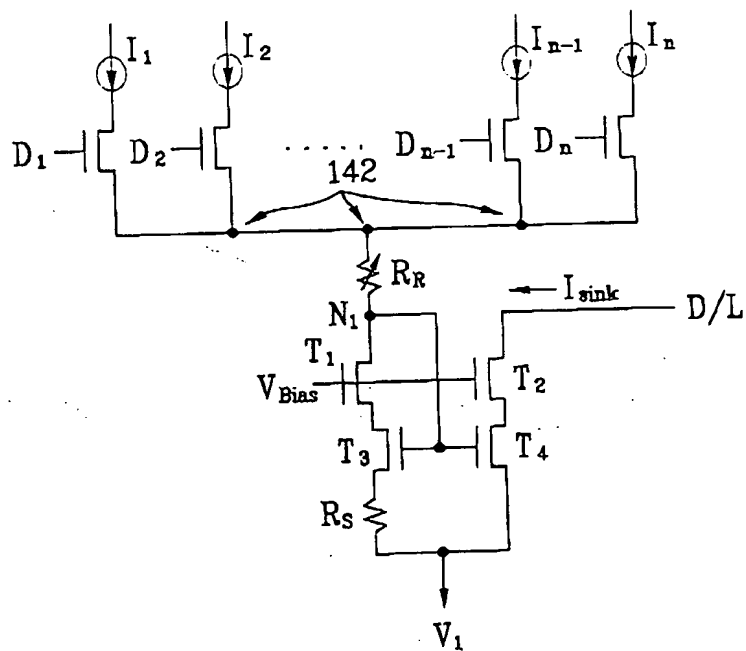 I1 I2 In-1 In
D1 D2 ..... Dn-1 Dn
142
RR
Isink
D/L
N1
T1
VBias
T2
T3 T4
RS
V1